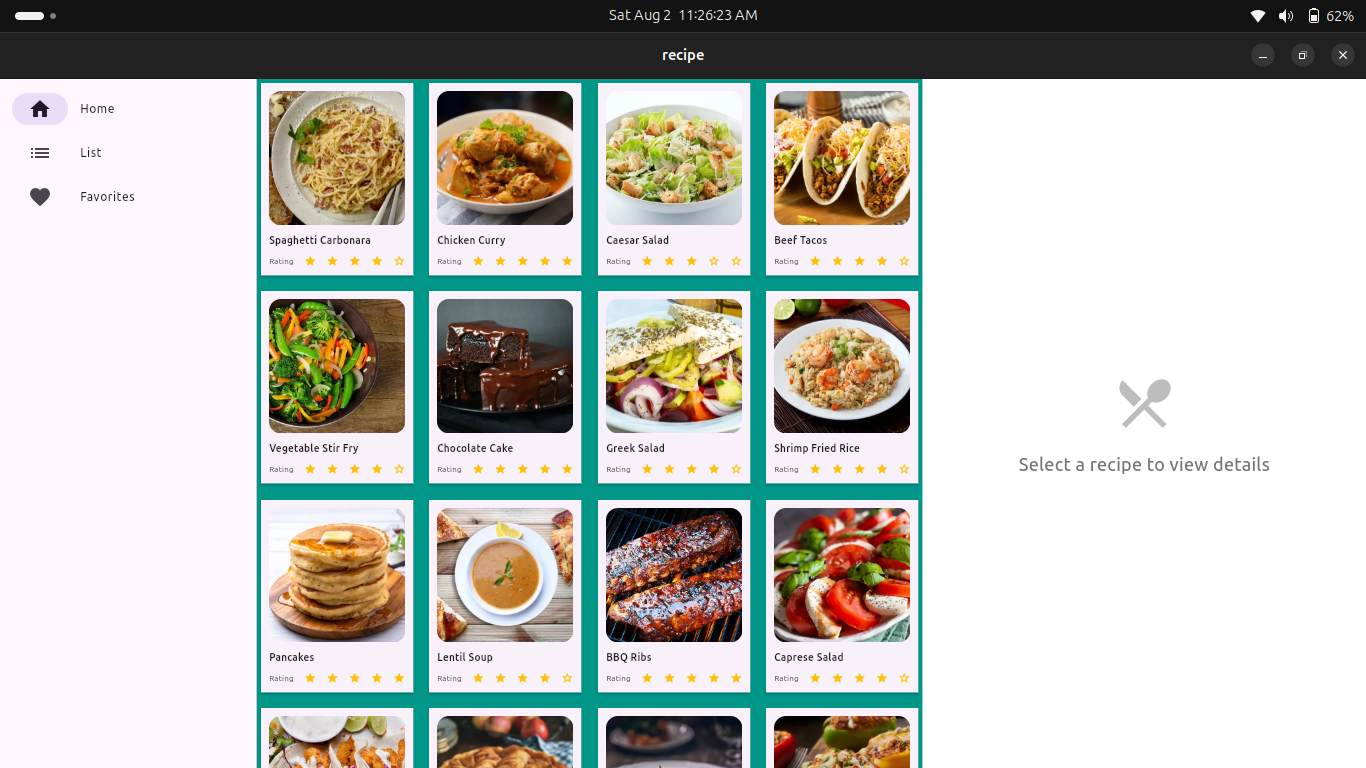 Sat Aug 2 11:26:23 AM
62%
recipe
Home
List
Favorites
Spaghetti Carbonara
Rating
Chicken Curry
Rating
Caesar Salad
Rating
Beef Tacos
Rating
Vegetable Stir Fry
Rating
Chocolate Cake
Rating
Greek Salad
Rating
Shrimp Fried Rice
Rating
Pancakes
Rating
Lentil Soup
Rating
BBQ Ribs
Rating
Caprese Salad
Rating
Select a recipe to view details